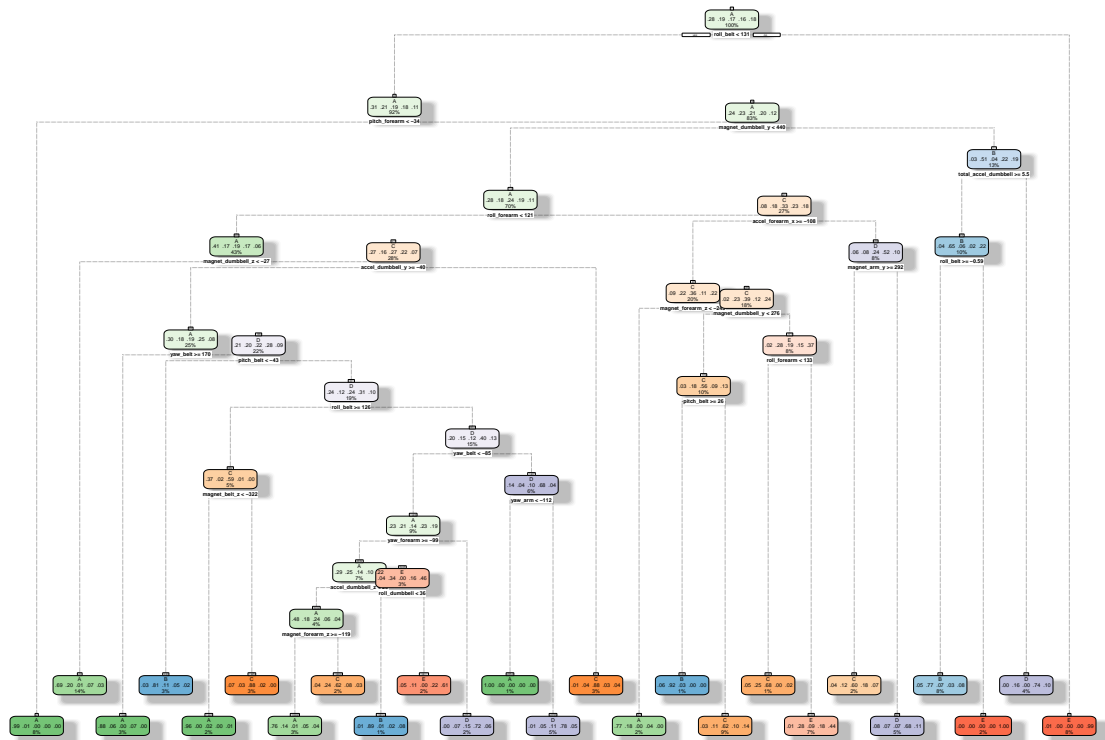 A
.28 .19 .17 .16 .18
100%
roll_belt < 131
A
.31 .21 .19 .18 .11
92%
pitch_forearm < −34
A
.24 .23 .21 .20 .12
83%
magnet_dumbbell_y < 440
B
.03 .51 .04 .22 .19
13%
total_accel_dumbbell >= 5.5
A
.28 .18 .24 .19 .11
70%
roll_forearm < 121
C
.08 .18 .33 .23 .18
27%
accel_forearm_x >= −108
A
.41 .17 .19 .17 .06
43%
magnet_dumbbell_z < −27
C
.27 .16 .27 .22 .07
28%
accel_dumbbell_y >= −40
D
.06 .08 .24 .52 .10
8%
magnet_arm_y >= 292
B
.04 .65 .06 .02 .22
10%
roll_belt >= −0.59
C
.09 .22 .36 .11 .22
20%
C
.02 .23 .39 .12 .24
18%
magnet_dumbbell_y < 276
A
.30 .18 .19 .25 .08
25%
yaw_belt >= 170
D
.21 .20 .22 .28 .09
22%
pitch_belt < −43
E
.02 .28 .19 .15 .37
8%
roll_forearm < 133
D
.24 .12 .24 .31 .10
19%
roll_belt >= 126
C
.03 .18 .56 .09 .13
10%
pitch_belt >= 26
D
.20 .15 .12 .40 .13
15%
yaw_belt < −85
C
.37 .02 .59 .01 .00
5%
magnet_belt_z < −322
D
.14 .04 .10 .68 .04
6%
yaw_arm < −112
A
.23 .21 .14 .23 .19
9%
yaw_forearm >= −99
A
.29 .25 .14 .10 .22
7%
E
.04 .34 .00 .16 .46
3%
roll_dumbbell < 36
A
.48 .18 .24 .06 .04
4%
magnet_forearm_z >= −119
A
.69 .20 .01 .07 .03
14%
B
.03 .81 .11 .05 .02
3%
C
.07 .03 .88 .02 .00
3%
C
.04 .24 .62 .08 .03
2%
E
.05 .11 .00 .22 .61
2%
A
1.00 .00 .00 .00 .00
1%
C
.01 .04 .88 .03 .04
3%
B
.06 .92 .03 .00 .00
1%
C
.05 .25 .68 .00 .02
1%
C
.04 .12 .60 .18 .07
2%
B
.05 .77 .07 .03 .08
8%
D
.00 .16 .00 .74 .10
4%
A
.99 .01 .00 .00 .00
8%
A
3%
A
.96 .00 .02 .00 .01
2%
A
.76 .14 .01 .05 .04
3%
B
.01 .89 .01 .02 .08
1%
D
.00 .07 .15 .72 .06
2%
D
.01 .05 .11 .78 .05
5%
A
.77 .18 .00 .04 .00
2%
C
.03 .11 .62 .10 .14
9%
E
.01 .28 .09 .18 .44
7%
D
.08 .07 .07 .68 .11
5%
E
.00 .00 .00 .00 1.00
2%
E
.01 .00 .00 .00 .99
8%